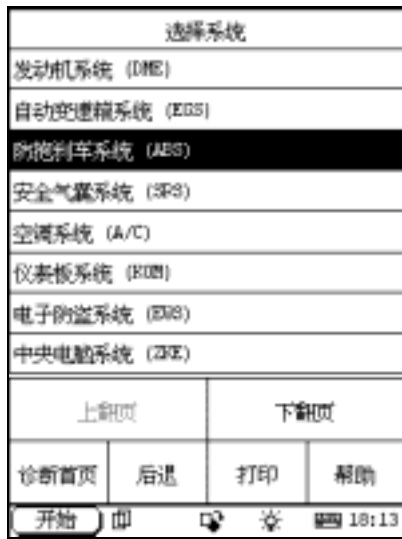 选择系统
发动机系统 (DME)
自动变速箱系统 (EGS)
防抱刹车系统 (ABS)
安全气囊系统 (SRS)
空调系统 (A/C)
仪表板系统 (KOM)
电子防盗系统 (EWS)
中央电脑系统 (ZKE)
上翻页 下翻页
诊断首页 后退 打印 帮助
开始 18:13